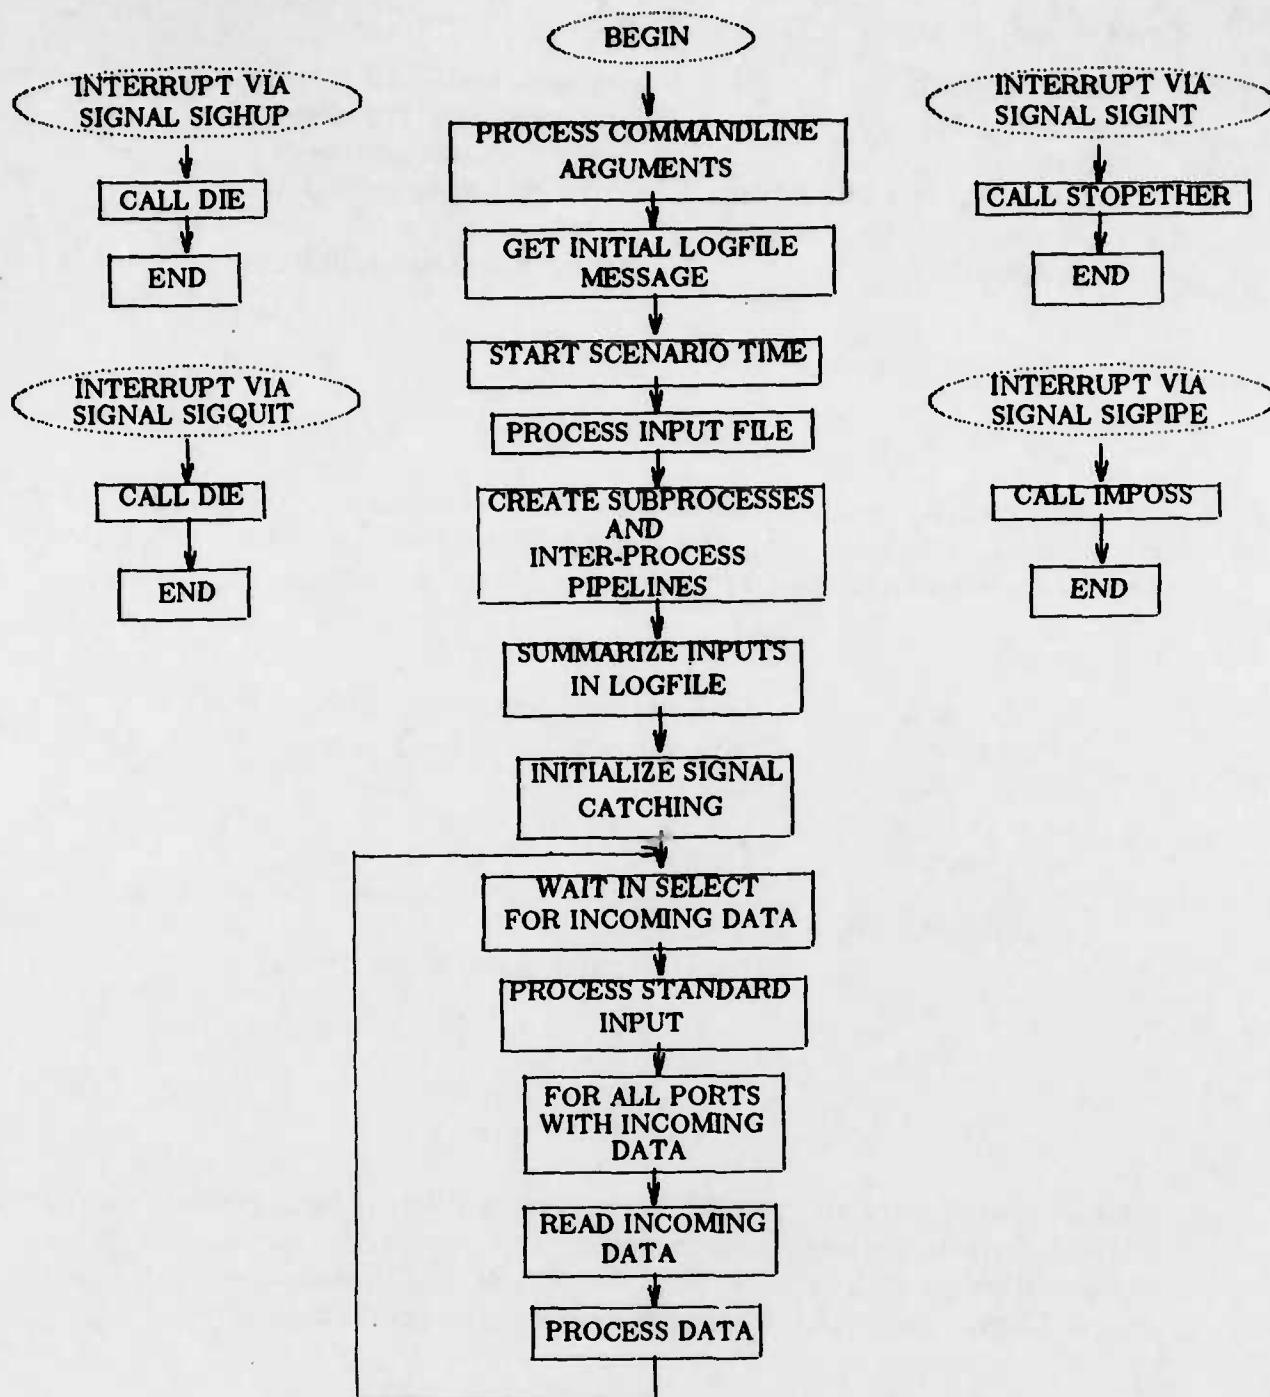 BEGIN
PROCESS COMMANDLINE
ARGUMENTS
GET INITIAL LOGFILE
MESSAGE
START SCENARIO TIME
PROCESS INPUT FILE
CREATE SUBPROCESSES
AND
INTER-PROCESS
PIPELINES
SUMMARIZE INPUTS
IN LOGFILE
INITIALIZE SIGNAL
CATCHING
WAIT IN SELECT
FOR INCOMING DATA
PROCESS STANDARD
INPUT
FOR ALL PORTS
WITH INCOMING
DATA
READ INCOMING
DATA
PROCESS DATA
INTERRUPT VIA
SIGNAL SIGHUP
CALL DIE
END
INTERRUPT VIA
SIGNAL SIGQUIT
CALL DIE
END
INTERRUPT VIA
SIGNAL SIGINT
CALL STOPETHER
END
INTERRUPT VIA
SIGNAL SIGPIPE
CALL IMPOSS
END